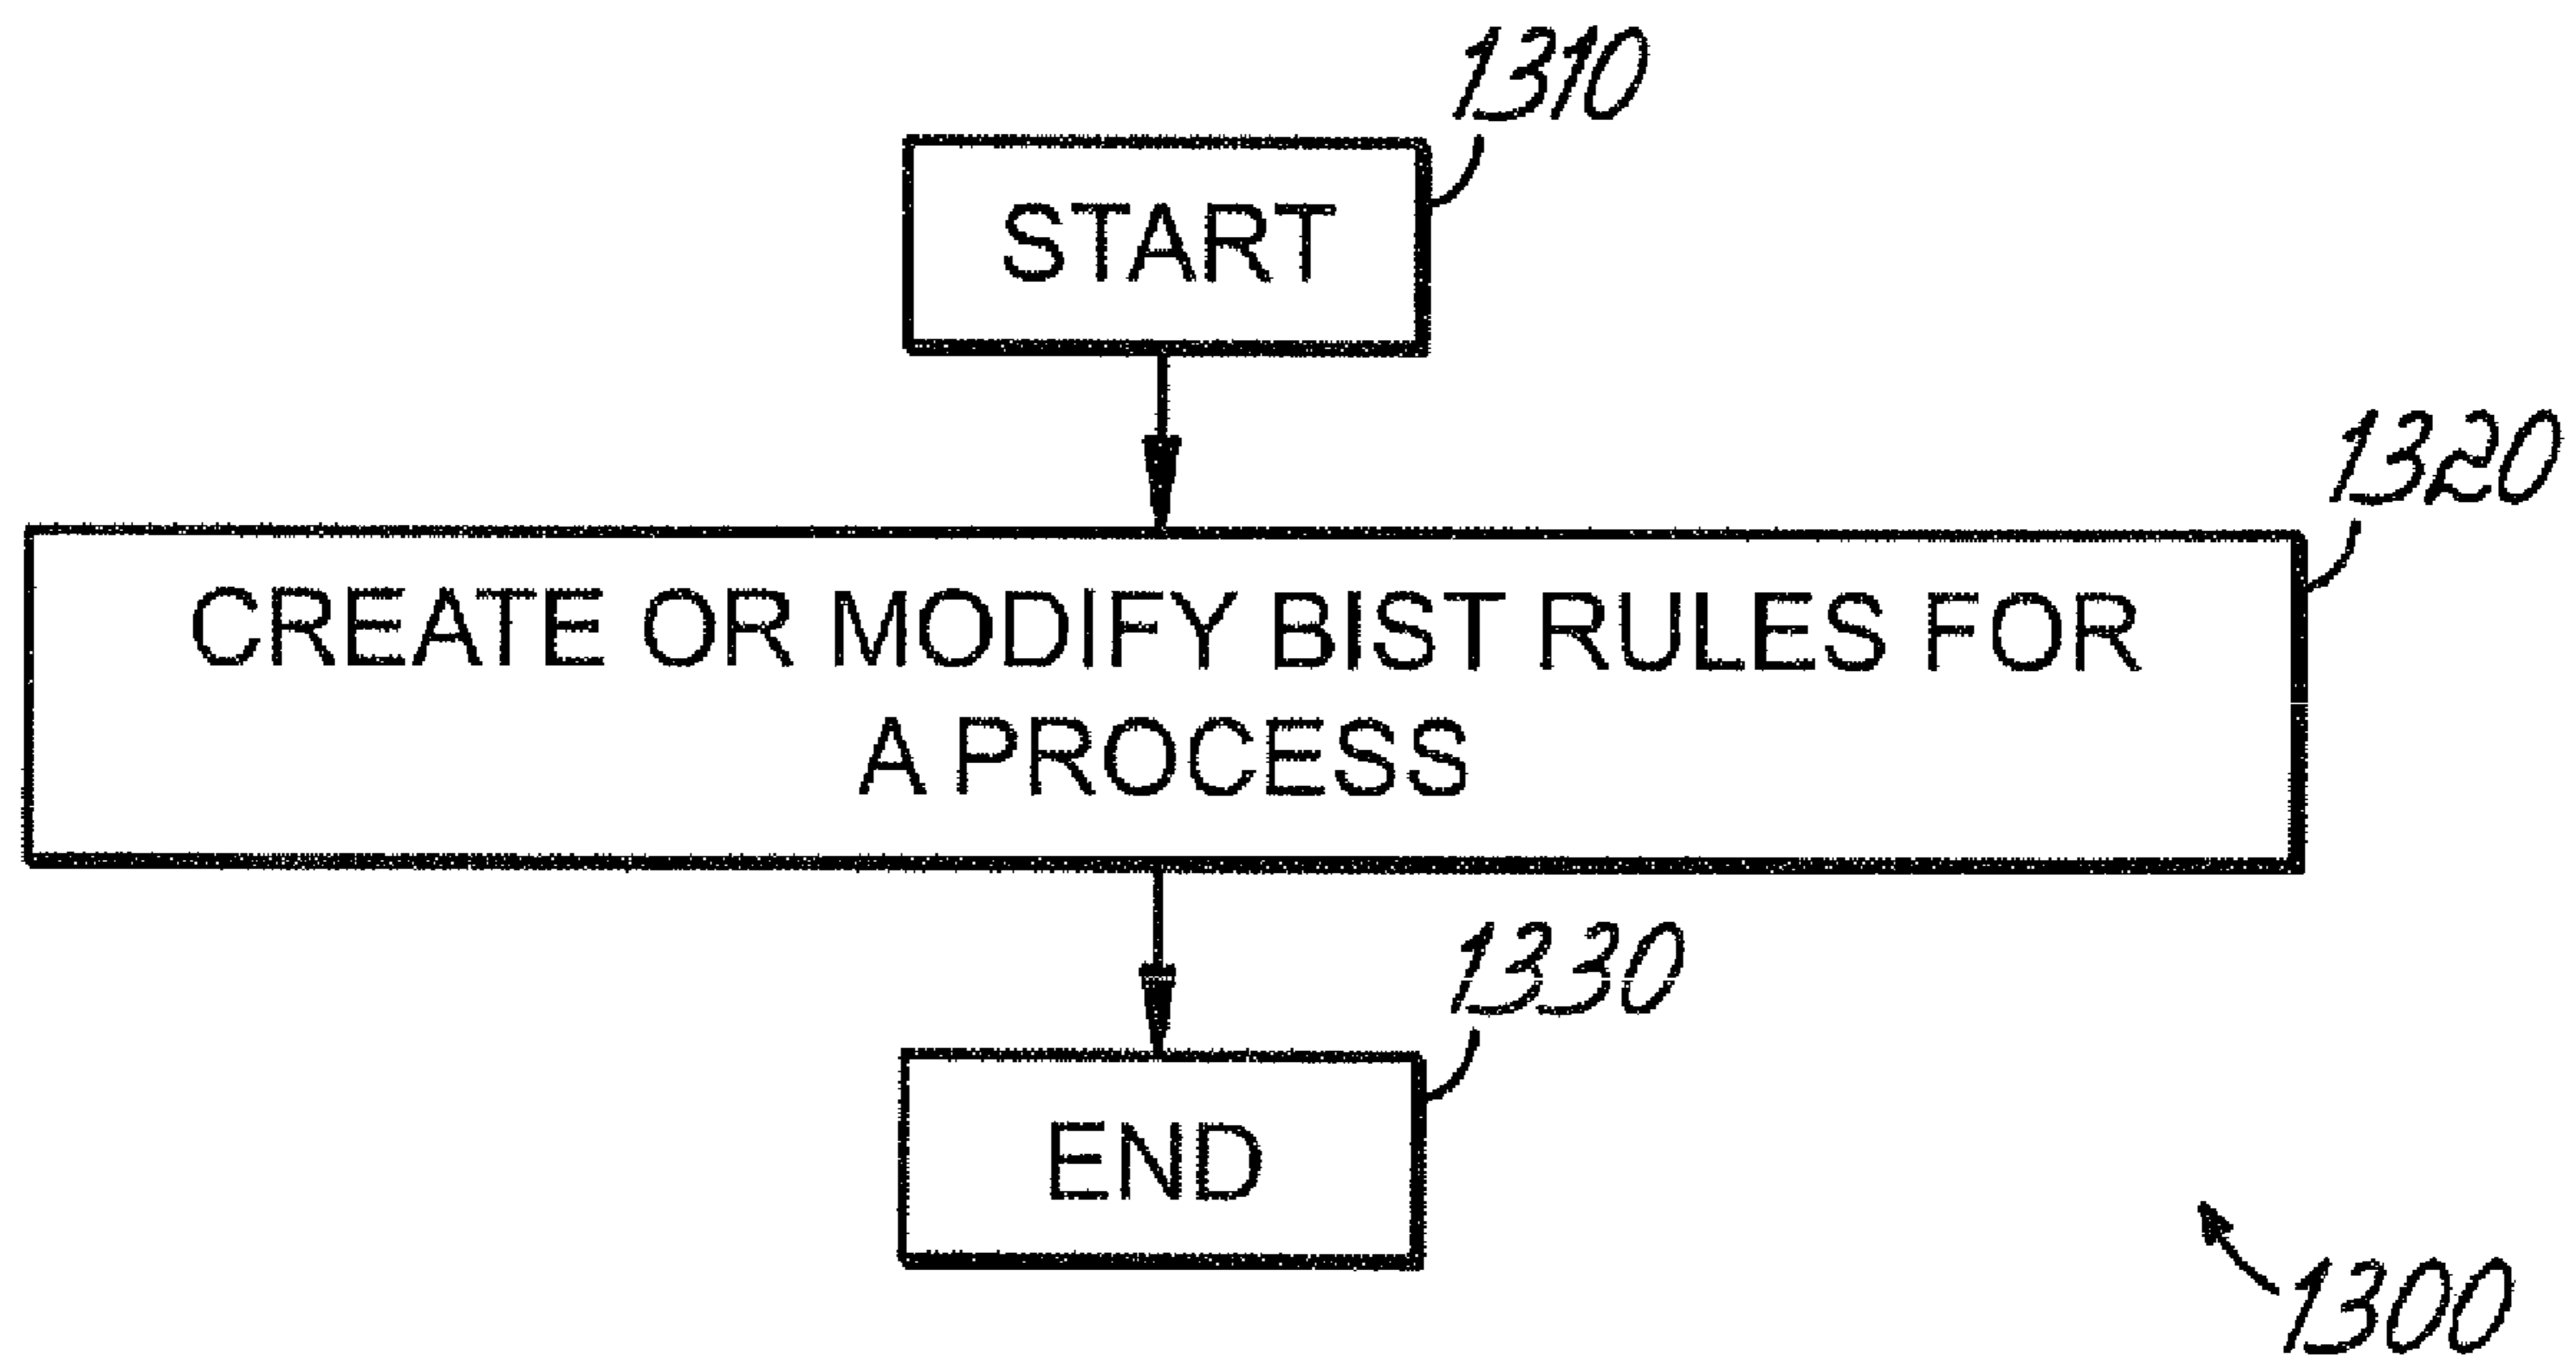 1310
START
1320
CREATE OR MODIFY BIST RULES FOR
A PROCESS
1330
END
1300